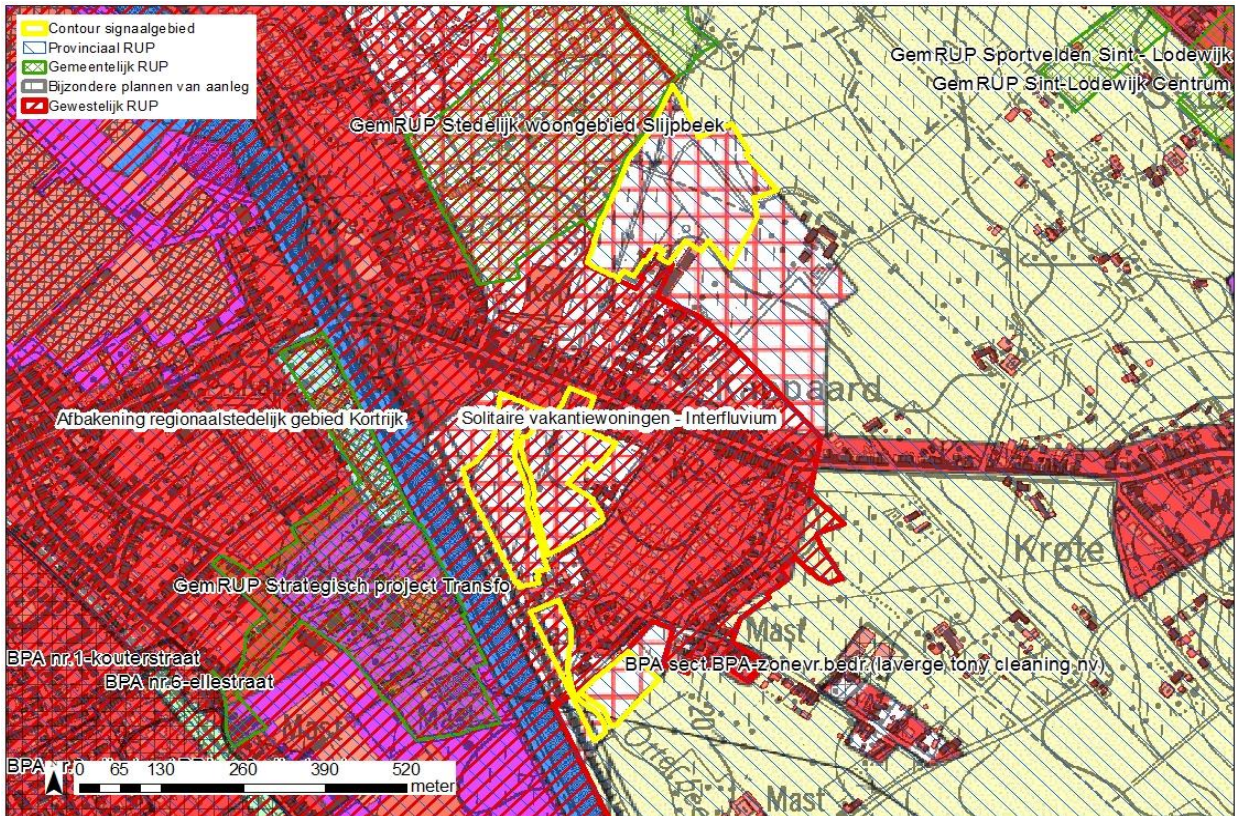 Contour signaalgebied
Provinciaal RUP
Gemeentelijk RUP
Bijzondere plannen van aanleg
Gewestelijk RUP
GemRUP Sportvelden Sint - Lodewijk
GemRUP Sint-Lodewijk Centrum
GemRUP Stedelijk woongebied Slijpbeek
Afbakening regionaalstedelijk gebied Kortrijk
Solitaire vakantiewoningen - Interfluvium
Krote
GemRUP Strategisch project Transfo
Mast
BPA nr.1-kouterstraat
BPA sect.BPA-zonevr.bedr.(laverge,tony cleaning nv)
BPA nr.6-ellestraat
Mast
Mast
0 65 130 260 390 520
meter
Mast